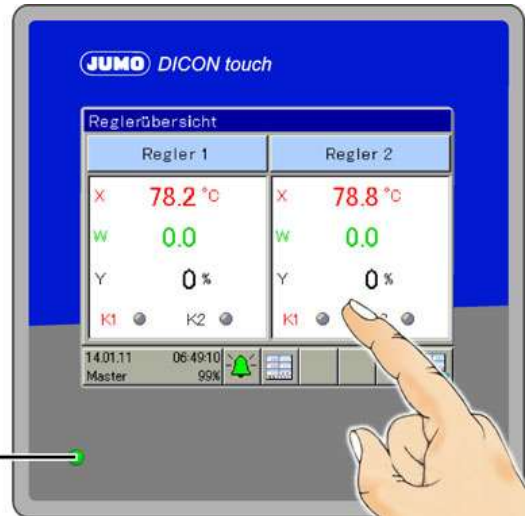 JUMO DICON touch
Reglerübersicht
Regler 1 Regler 2
X 78.2 °C X 78.8 °C
W 0.0 W 0.0
Y 0 % Y 0 %
K1 K2 K1
14.01.11 06:49:10
Master 99%